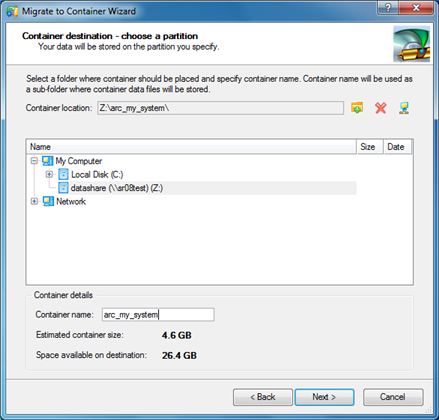 Migrate to Container Wizard
Container destination - choose a partition
Your data will be stored on the partition you specify.
Select a folder where container should be placed and specify container name. Container name will be used as
a sub-folder where container data files will be stored.
Container location: Z:\arc_my_system\
Name Size Date
My Computer
Local Disk (C:)
datashare (\\sr08test) (Z:)
Network
Container details
Container name: arc_my_system
Estimated container size: 4.6 GB
Space available on destination: 26.4 GB
< Back Next > Cancel